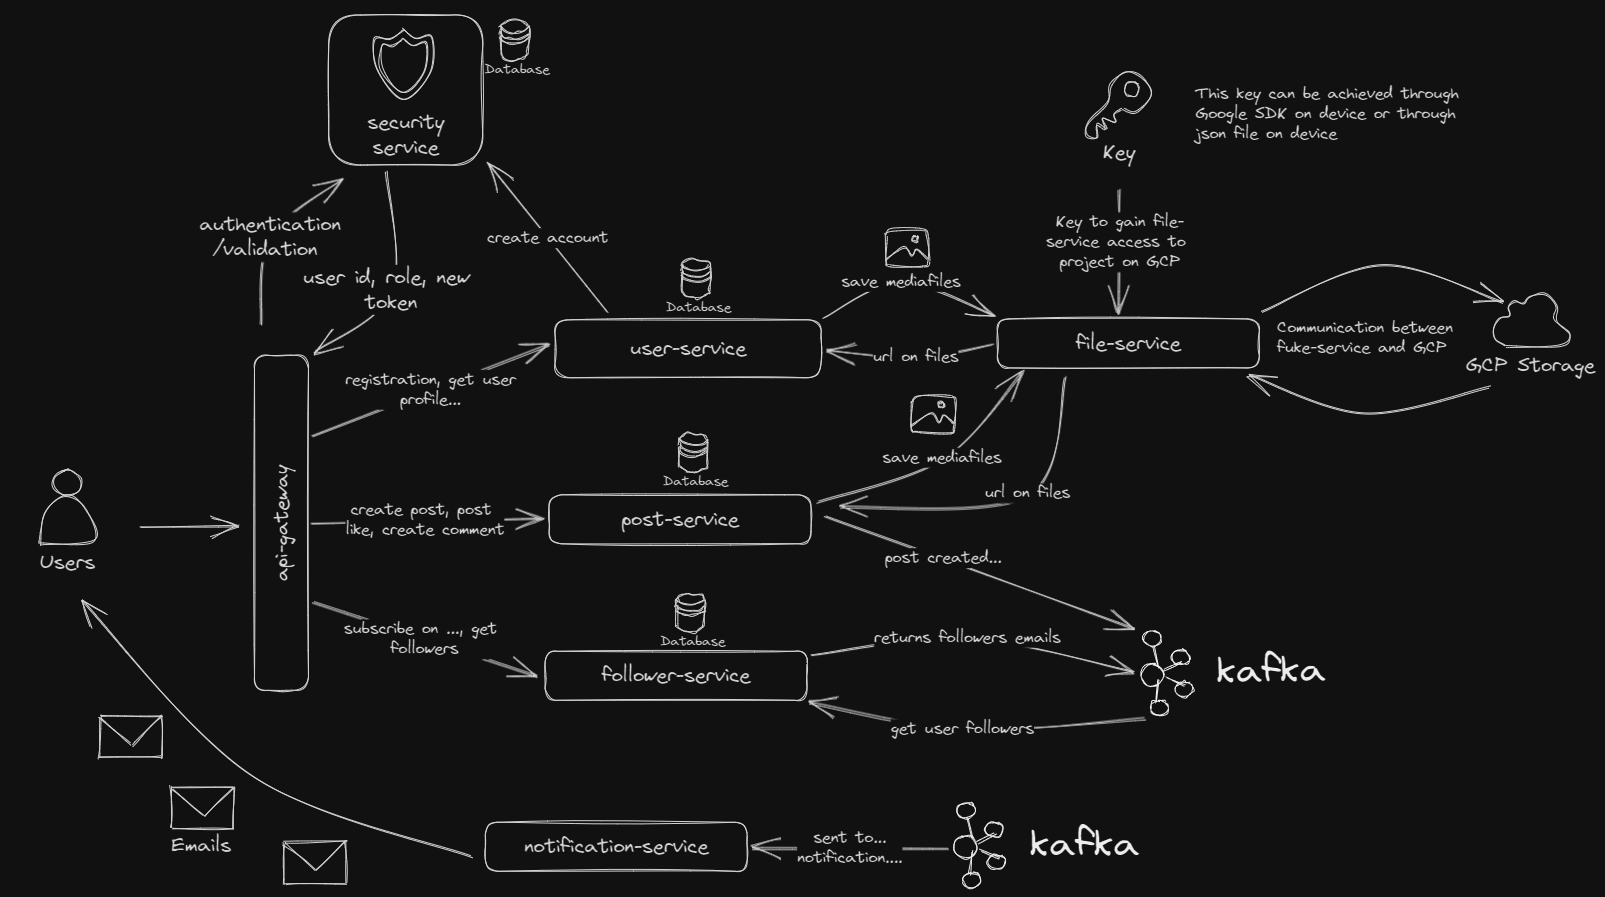 security
service
Database
authentication
/validation
user id, role, new
token
create account
Key
This key can be achieved through
Google SDK on device or through
json file on device
Key to gain file-
service access to
project on GCP
save mediafiles
Database
user-service
url on files
file-service
Communication between
fuke-service and GCP
GCP Storage
registration, get user
profile...
api-gateway
Users
create post, post
like, create comment
Database
post-service
save mediafiles
url on files
post created...
subscribe on ..., get
followers
Database
follower-service
returns followers emails
get user followers
kafka
Emails
notification-service
sent to...
notification....
kafka